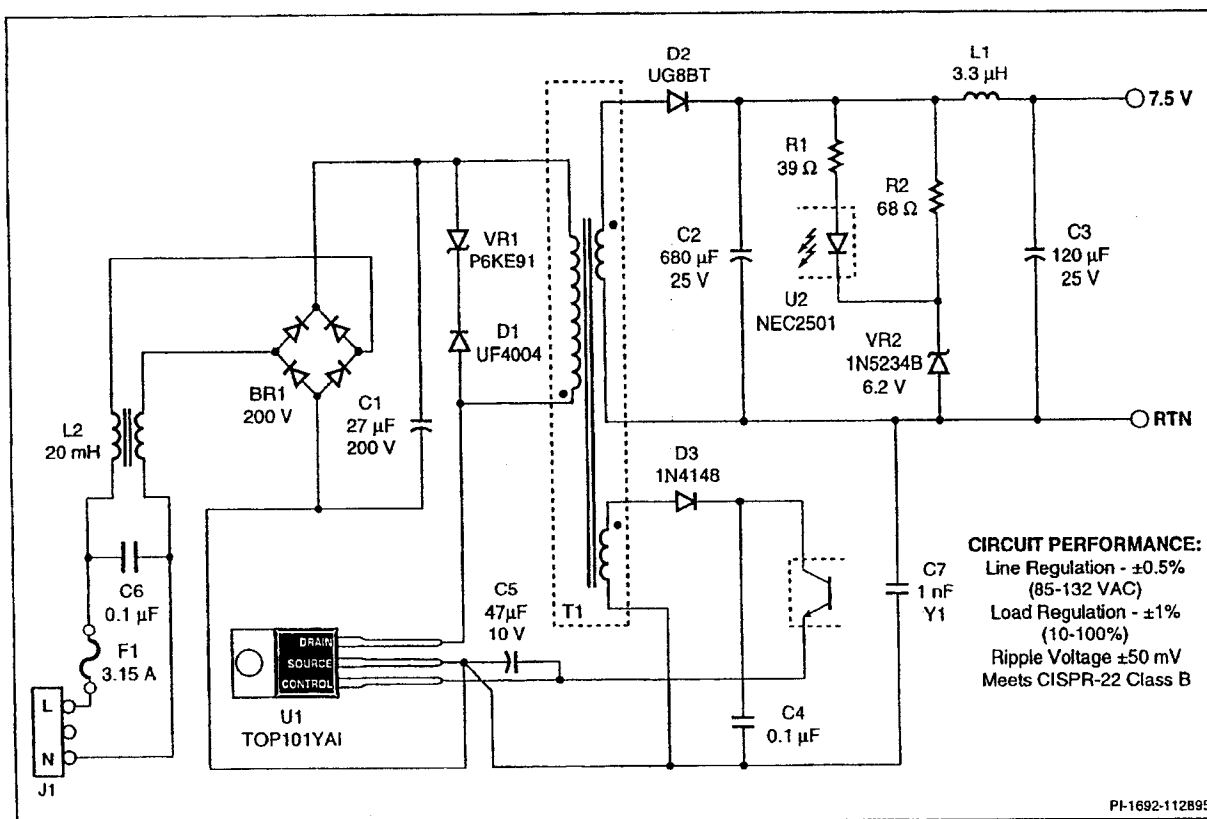 D2
UG8BT
L1
3.3 µH
7.5 V
R1
39 Ω
R2
68 Ω
VR1
P6KE91
C2
680 µF
25 V
C3
120 µF
25 V
U2
NEC2501
D1
UF4004
VR2
1N5234B
6.2 V
BR1
200 V
C1
27 µF
200 V
L2
20 mH
RTN
D3
1N4148
CIRCUIT PERFORMANCE:
Line Regulation - ±0.5%
(85-132 VAC)
Load Regulation - ±1%
(10-100%)
Ripple Voltage ±50 mV
Meets CISPR-22 Class B
C6
0.1 µF
C5
47µF
10 V
T1
C7
1 nF
Y1
F1
3.15 A
DRAIN
SOURCE
CONTROL
U1
TOP101YAI
C4
0.1 µF
L
N
J1
PI-1692-112895